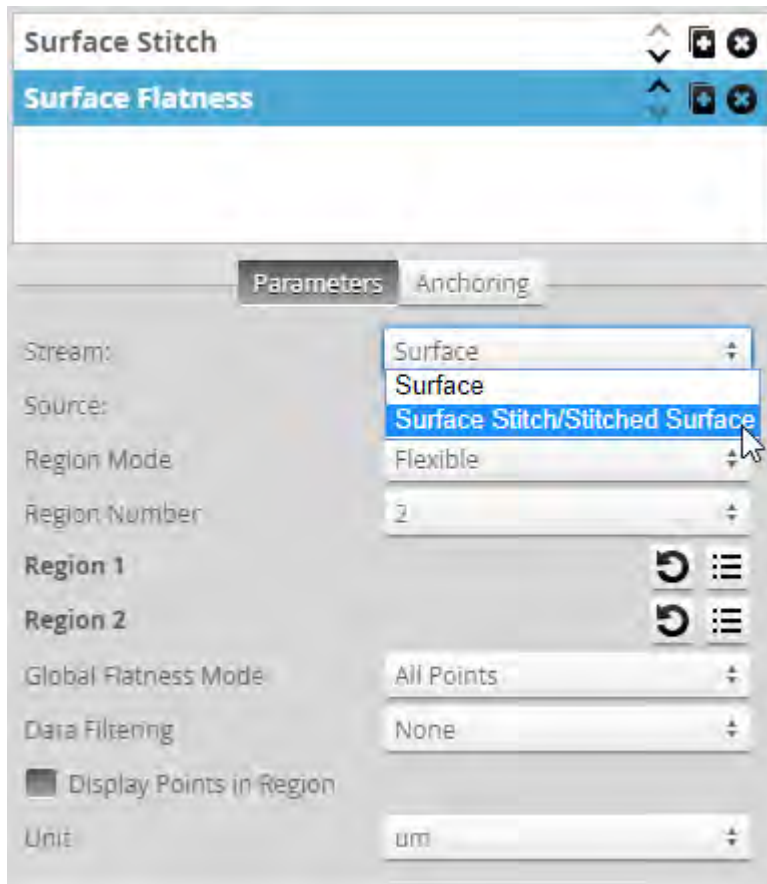 Surface Stitch
Surface Flatness
Parameters Anchoring
Stream: Surface
Surface
Source:
Surface Stitch/Stitched Surface
Region Mode Flexible
Region Number 2
Region 1
Region 2
Global Flatness Mode All Points
Data Filtering None
Display Points in Region
Unit um